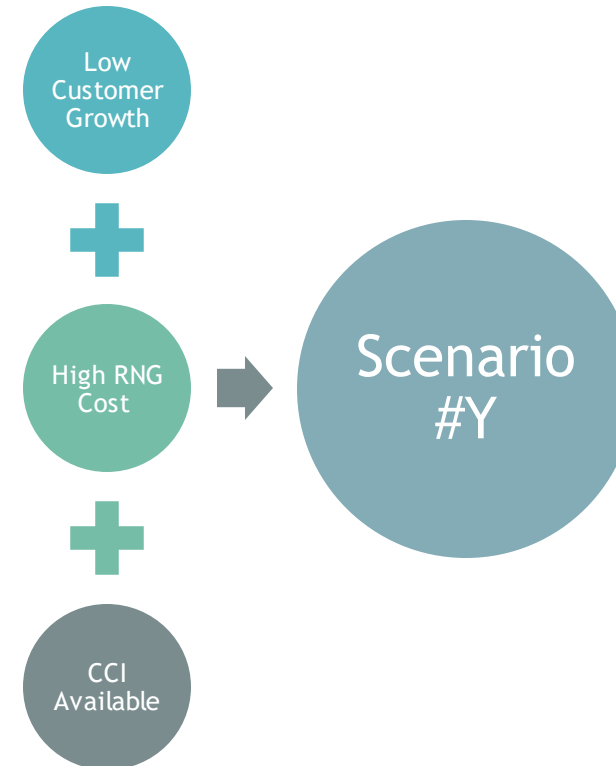 Low
Customer
Growth
High RNG
Cost
Scenario
#Y
CCI
Available